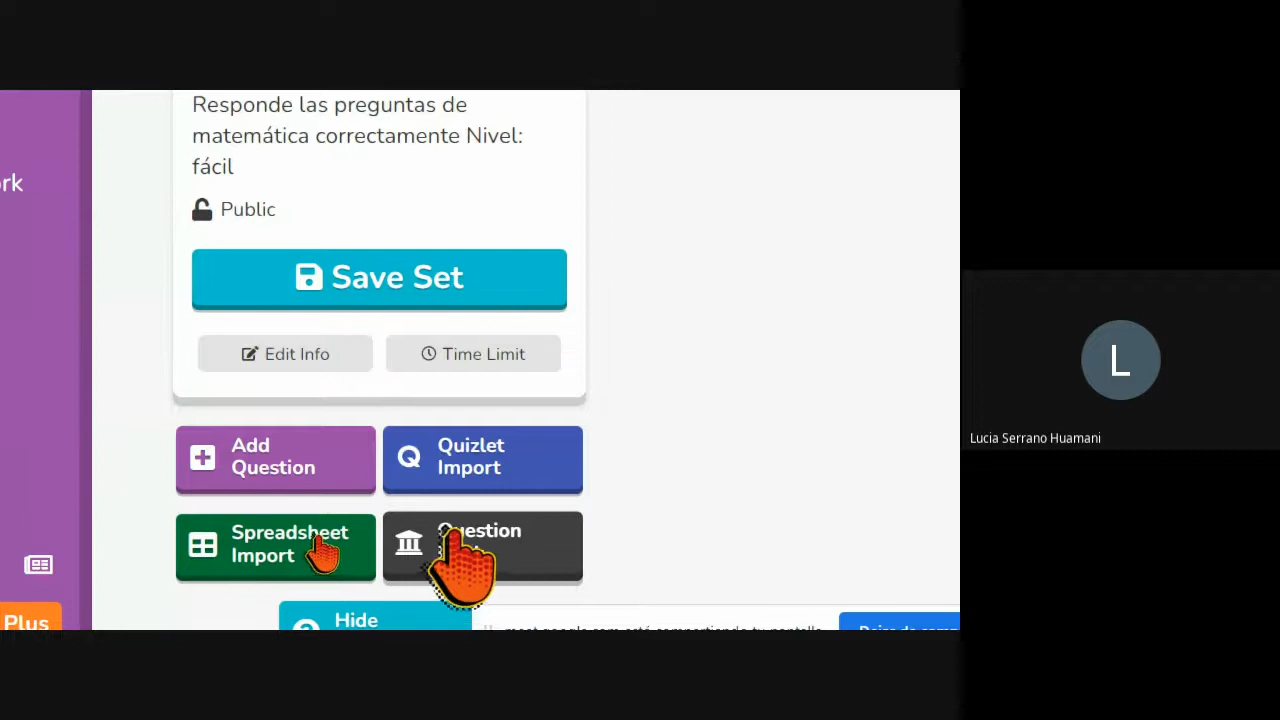 Responde las preguntas de
matemática correctamente Nivel:
fácil
Public
Save Set
Edit Info
Time Limit
Add
Question
Quizlet
Import
Spreadsheet
Import
Question
Hide
Plus
L
Lucia Serrano Huamani